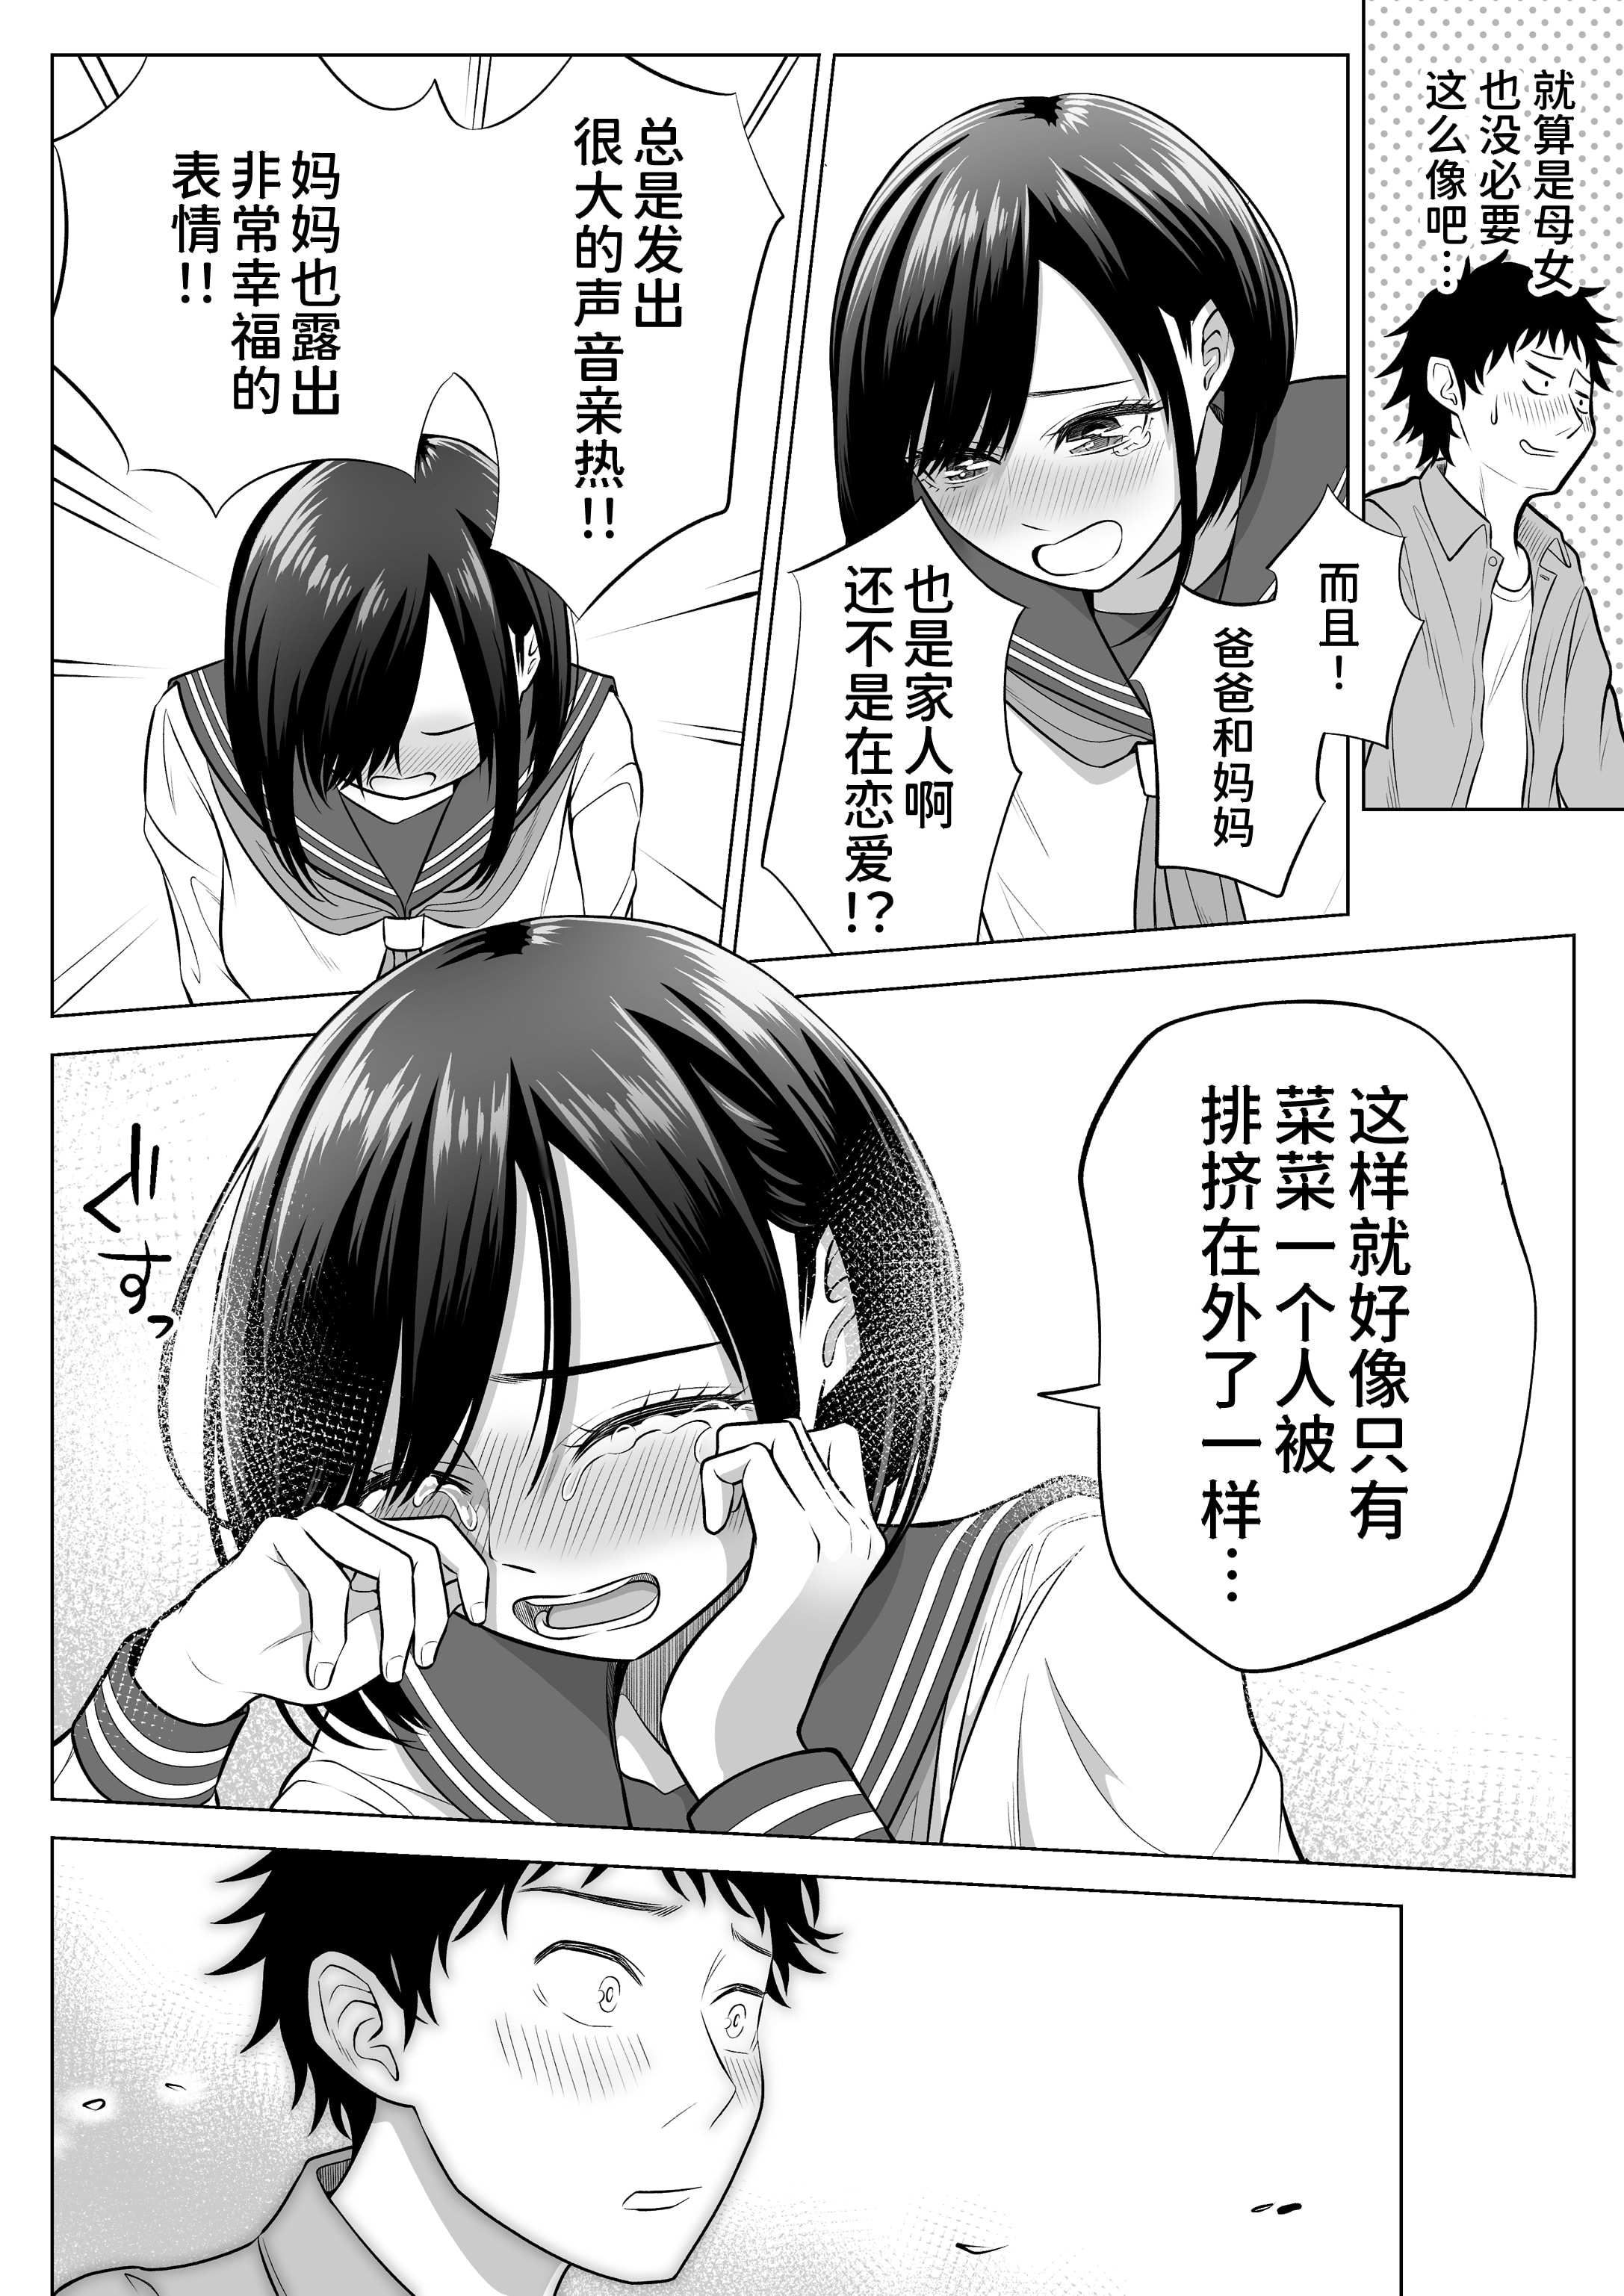 就算是母女
也没必要
这么像吧…
而且！
爸爸和妈妈
也是家人啊
还不是在恋爱!?
总是发出
很大的声音亲热!!
妈妈也露出
非常幸福的
表情!!
这样就好像只有
菜菜一个人被
排挤在外了一样…
ぐすっ